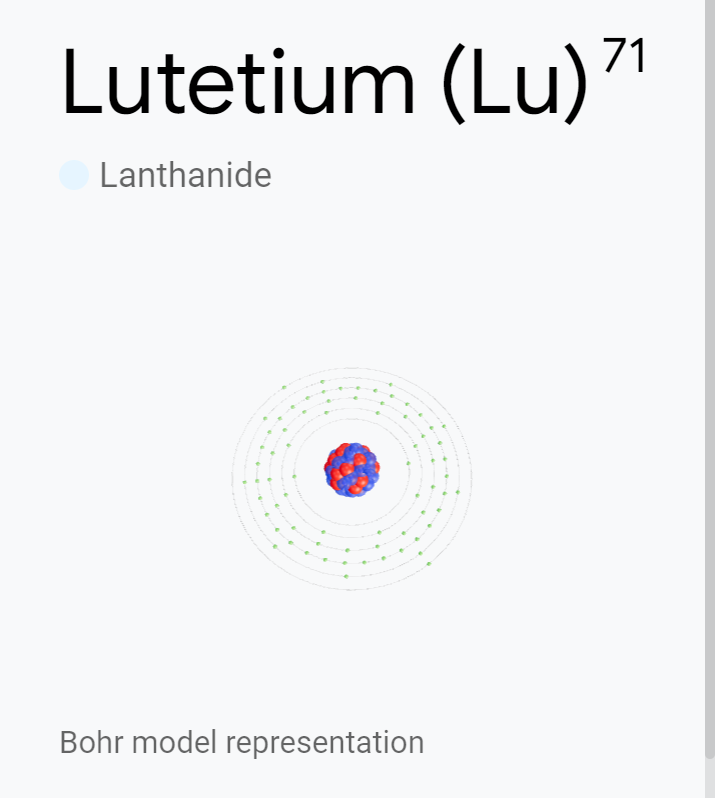 Lutetium (Lu)71
Lanthanide
Bohr model representation